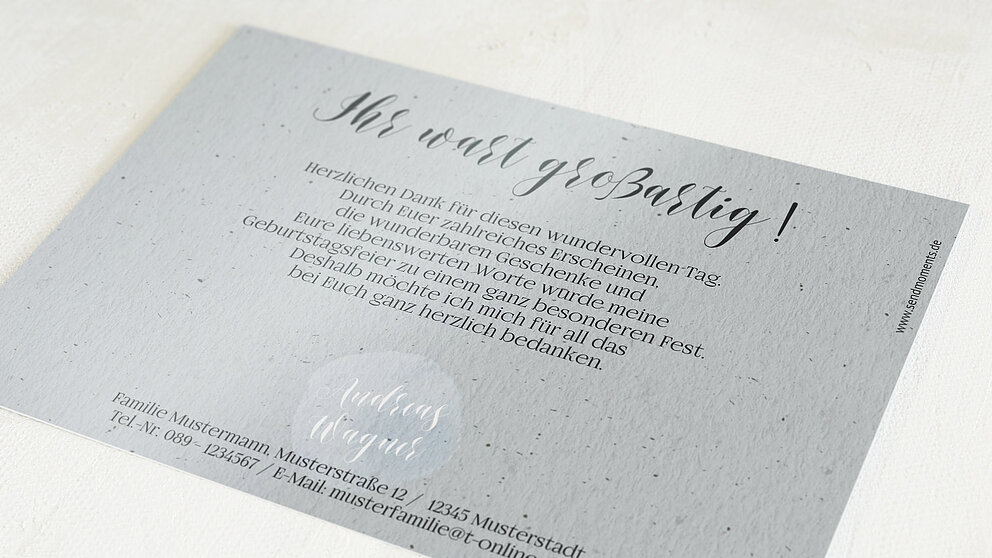 Ihr wart großartig!
Herzlichen Dank für diesen wundervollen Tag.
Durch Euer zahlreiches Erscheinen,
die wunderbaren Geschenke und
Eure liebenswerten Worte wurde meine
Geburtstagsfeier zu einem ganz besonderen Fest.
Deshalb möchte ich mich für all das
bei Euch ganz herzlich bedanken.
Andreas
Wagner
Familie Mustermann, Musterstraße 12 / 12345 Musterstadt
Tel.-Nr. 089 - 1234567 / E-Mail: musterfamilie@t-online
www.sendmoments.de